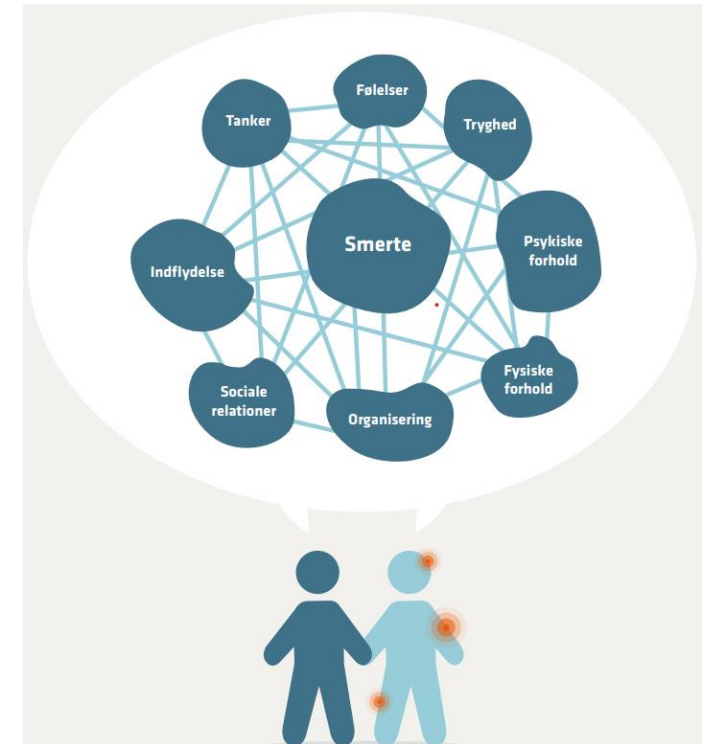 Følelser
Tanker
Tryghed
Smerte
Psykiske
forhold
Indflydelse
Fysiske
forhold
Sociale
relationer
Organisering